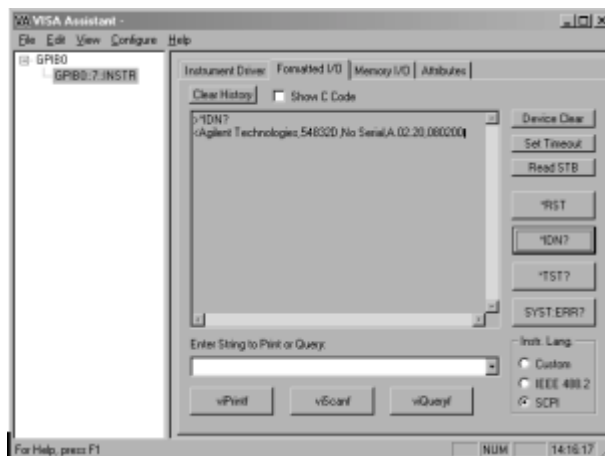 VISA Assistant -
File Edit View Configure Help
GPIB0
GPIB0::7::INSTR
Instrument Driver Formatted I/O Memory I/O Attributes
Clear History Show C Code
>*IDN?
<Agilent Technologies,54832D,No Serial,A.02.20,080200
Device Clear
Set Timeout
Read STB
*RST
*IDN?
*TST?
SYST:ERR?
Enter String to Print or Query:
viPrintf viScanf viQueryf
Instr. Lang.
Custom
IEEE 488.2
SCPI
For Help, press F1 NUM 14:16:17